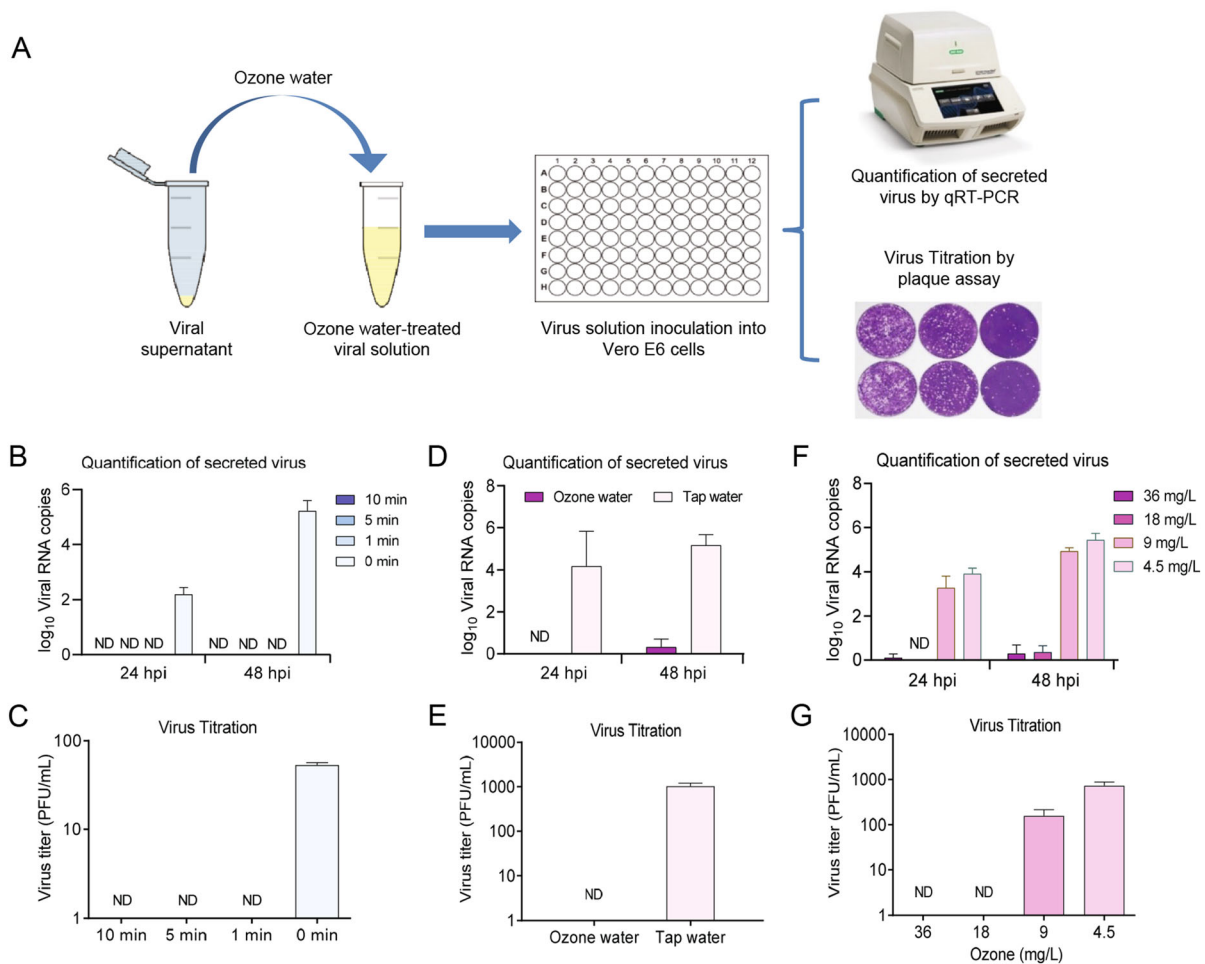 A
Ozone water
Viral
supernatant
Ozone water-treated
viral solution
1 2 3 4 5 6 7 8 9 10 11 12
A
B
C
D
E
F
G
H
Virus solution inoculation into
Vero E6 cells
Quantification of secreted
virus by qRT-PCR
Virus Titration by
plaque assay
B
Quantification of secreted virus
log10 Viral RNA copies
6
4
2
0
ND ND ND
ND ND ND
24 hpi
48 hpi
10 min
5 min
1 min
0 min
D
Quantification of secreted virus
Ozone water
Tap water
log10 Viral RNA copies
8
6
4
2
0
ND
24 hpi
48 hpi
F
Quantification of secreted virus
log10 Viral RNA copies
8
6
4
2
0
ND
24 hpi
48 hpi
36 mg/L
18 mg/L
9 mg/L
4.5 mg/L
C
Virus Titration
Virus titer (PFU/mL)
100
10
1
ND ND ND
10 min 5 min 1 min 0 min
E
Virus Titration
Virus titer (PFU/mL)
10000
1000
100
10
1
ND
Ozone water Tap water
G
Virus Titration
Virus titer (PFU/mL)
10000
1000
100
10
1
ND ND
36 18 9 4.5
Ozone (mg/L)